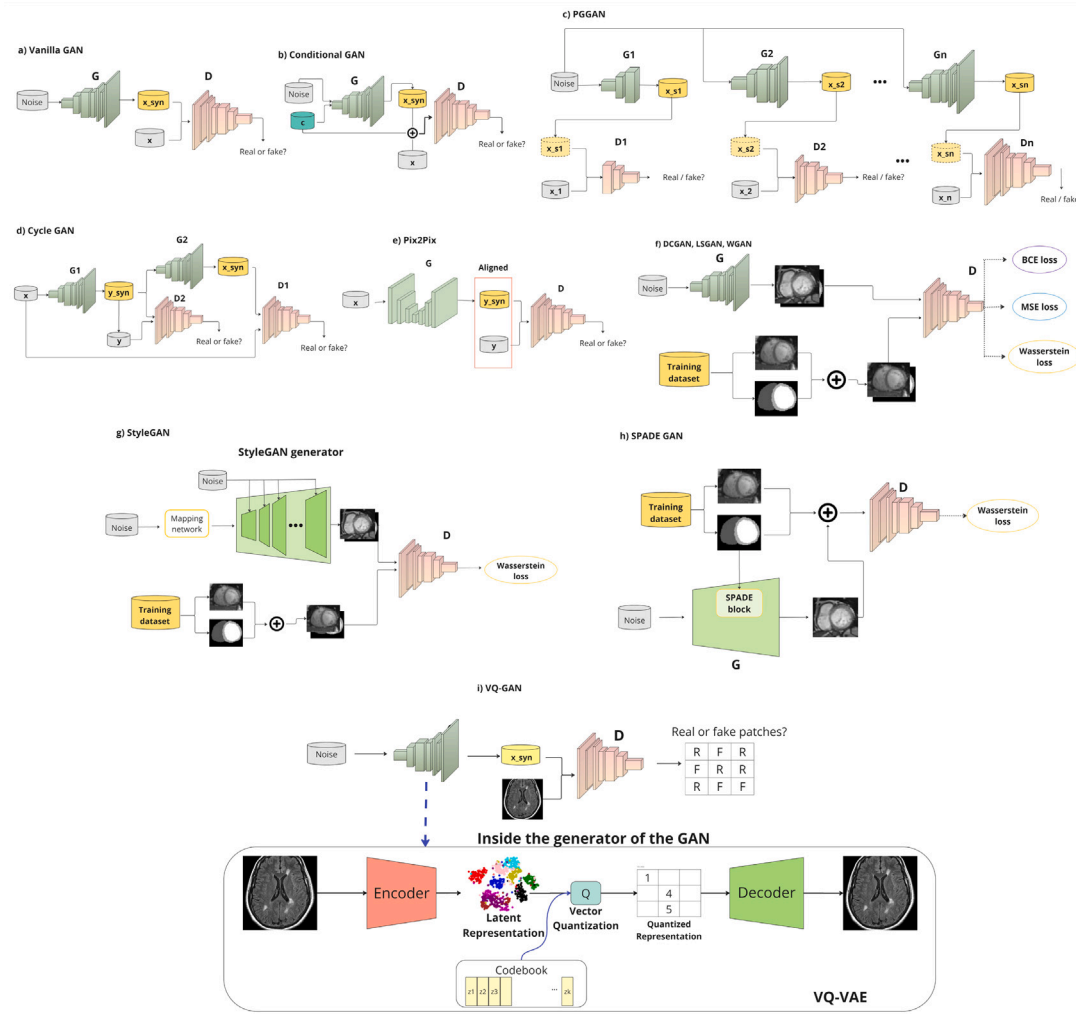 a) Vanilla GAN
G
D
Noise
x_syn
x
Real or fake?
b) Conditional GAN
G
D
Noise
c
x_syn
x
Real or fake?
c) PGGAN
G1
G2
Gn
Noise
x_s1
x_s2
...
x_sn
x_s1
D1
x_s2
D2
...
x_sn
Dn
x_1
Real / fake?
x_2
Real / fake?
x_n
Real / fake?
d) Cycle GAN
G2
G1
x_syn
x
y_syn
D2
D1
y
Real or fake?
Real or fake?
e) Pix2Pix
G
Aligned
D
x
y_syn
y
Real or fake?
f) DCGAN, LSGAN, WGAN
G
D
Noise
BCE loss
MSE loss
Wasserstein
loss
Training
dataset
g) StyleGAN
StyleGAN generator
Noise
Noise
Mapping
network
...
D
Wasserstein
loss
Training
dataset
h) SPADE GAN
D
Training
dataset
Wasserstein
loss
SPADE
block
Noise
G
i) VQ-GAN
Noise
x_syn
D
Real or fake patches?
R F R
F R R
R F F
Inside the generator of the GAN
Encoder
Latent
Representation
Q
Vector
Quantization
...
1
4
5
Quantized
Representation
Decoder
Codebook
z1 z2 z3 ... zk
VQ-VAE